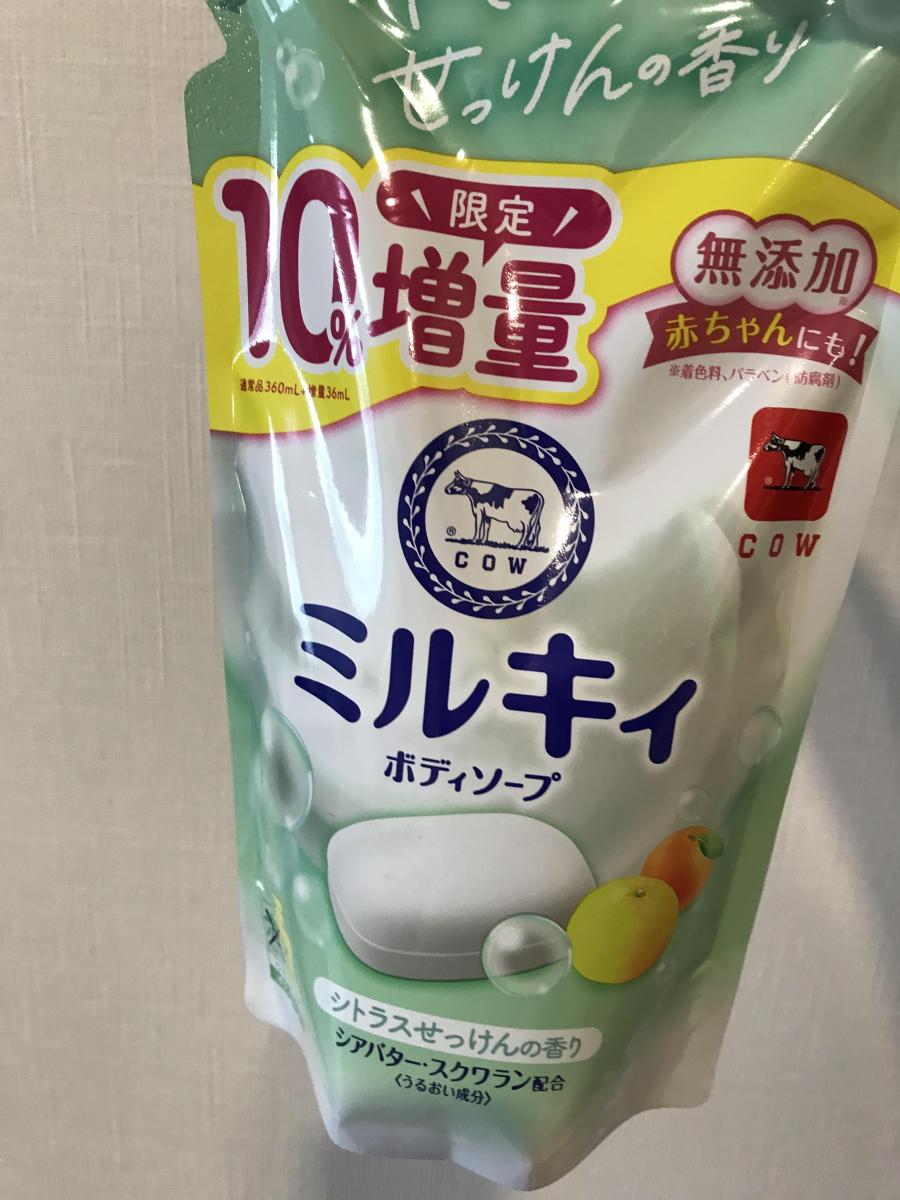 せっけんの香り
10%
限定
増量
通常品360mL+増量36mL
無添加
※
赤ちゃんにも!
※着色料、パラベン(防腐剤)
®
COW
®
COW
ミルキィ
ボディソープ
シトラスせっけんの香り
シアバター・スクワラン配合
〈うるおい成分〉